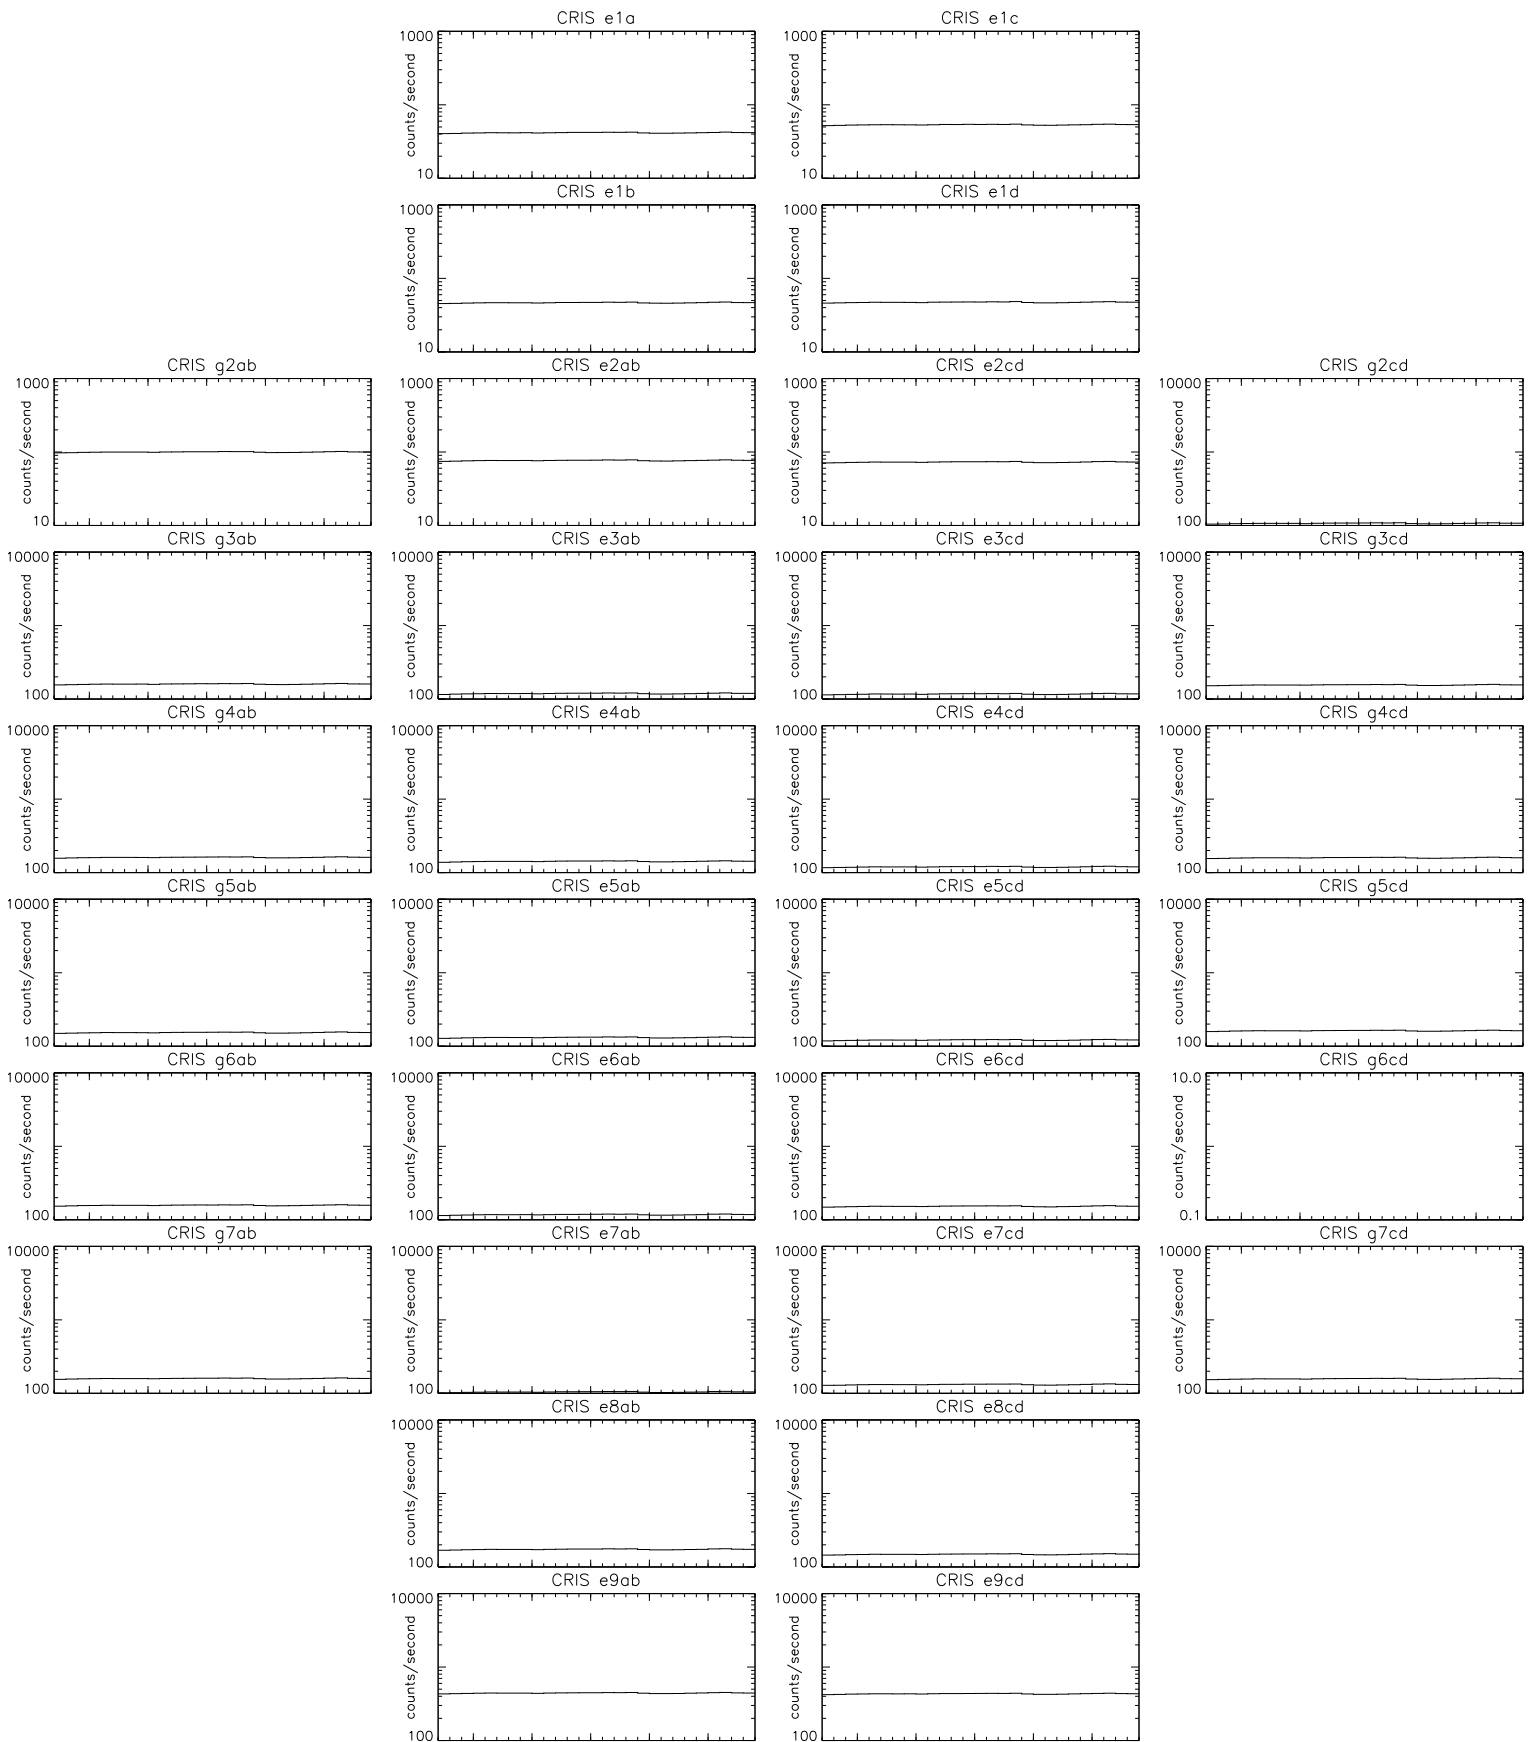 CRIS e1a
1000
counts/second
10
CRIS e1c
1000
counts/second
10
CRIS e1b
1000
counts/second
10
CRIS e1d
1000
counts/second
10
CRIS g2ab
1000
counts/second
10
CRIS e2ab
1000
counts/second
10
CRIS e2cd
1000
counts/second
10
CRIS g2cd
10000
counts/second
100
CRIS g3ab
10000
counts/second
100
CRIS e3ab
10000
counts/second
100
CRIS e3cd
10000
counts/second
100
CRIS g3cd
10000
counts/second
100
CRIS g4ab
10000
counts/second
100
CRIS e4ab
10000
counts/second
100
CRIS e4cd
10000
counts/second
100
CRIS g4cd
10000
counts/second
100
CRIS g5ab
10000
counts/second
100
CRIS e5ab
10000
counts/second
100
CRIS e5cd
10000
counts/second
100
CRIS g5cd
10000
counts/second
100
CRIS g6ab
10000
counts/second
100
CRIS e6ab
10000
counts/second
100
CRIS e6cd
10000
counts/second
100
CRIS g6cd
10.0
counts/second
0.1
CRIS g7ab
10000
counts/second
100
CRIS e7ab
10000
counts/second
100
CRIS e7cd
10000
counts/second
100
CRIS g7cd
10000
counts/second
100
CRIS e8ab
10000
counts/second
100
CRIS e8cd
10000
counts/second
100
CRIS e9ab
10000
counts/second
100
CRIS e9cd
10000
counts/second
100